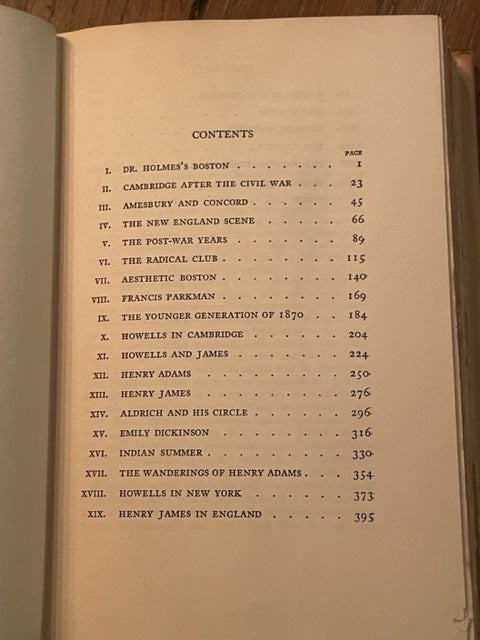 CONTENTS
PAGE
I. DR. HOLMES'S BOSTON . . . . . . . 1
II. CAMBRIDGE AFTER THE CIVIL WAR . . . 23
III. AMESBURY AND CONCORD . . . . . . 45
IV. THE NEW ENGLAND SCENE . . . . . 66
V. THE POST-WAR YEARS . . . . . . . 89
VI. THE RADICAL CLUB . . . . . . . 115
VII. AESTHETIC BOSTON . . . . . . . 140
VIII. FRANCIS PARKMAN . . . . . . . 169
IX. THE YOUNGER GENERATION OF 1870 . . 184
X. HOWELLS IN CAMBRIDGE . . . . . . 204
XI. HOWELLS AND JAMES . . . . . . . 224
XII. HENRY ADAMS . . . . . . . . 250
XIII. HENRY JAMES . . . . . . . . 276
XIV. ALDRICH AND HIS CIRCLE . . . . . . 296
XV. EMILY DICKINSON . . . . . . . 316
XVI. INDIAN SUMMER . . . . . . . . 330
XVII. THE WANDERINGS OF HENRY ADAMS . . . 354
XVIII. HOWELLS IN NEW YORK . . . . . . 373
XIX. HENRY JAMES IN ENGLAND . . . . . 395